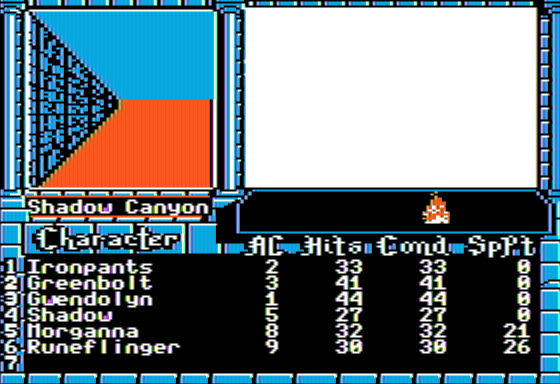 Shadow Canyon
Character AC Hits Cond SpPt
1 Ironpants 2 33 33 0
2 Greenbolt 3 41 41 0
3 Gwendolyn 1 44 44 0
4 Shadow 5 27 27 0
5 Morganna 8 32 32 21
6 Runeflinger 9 30 30 26
7